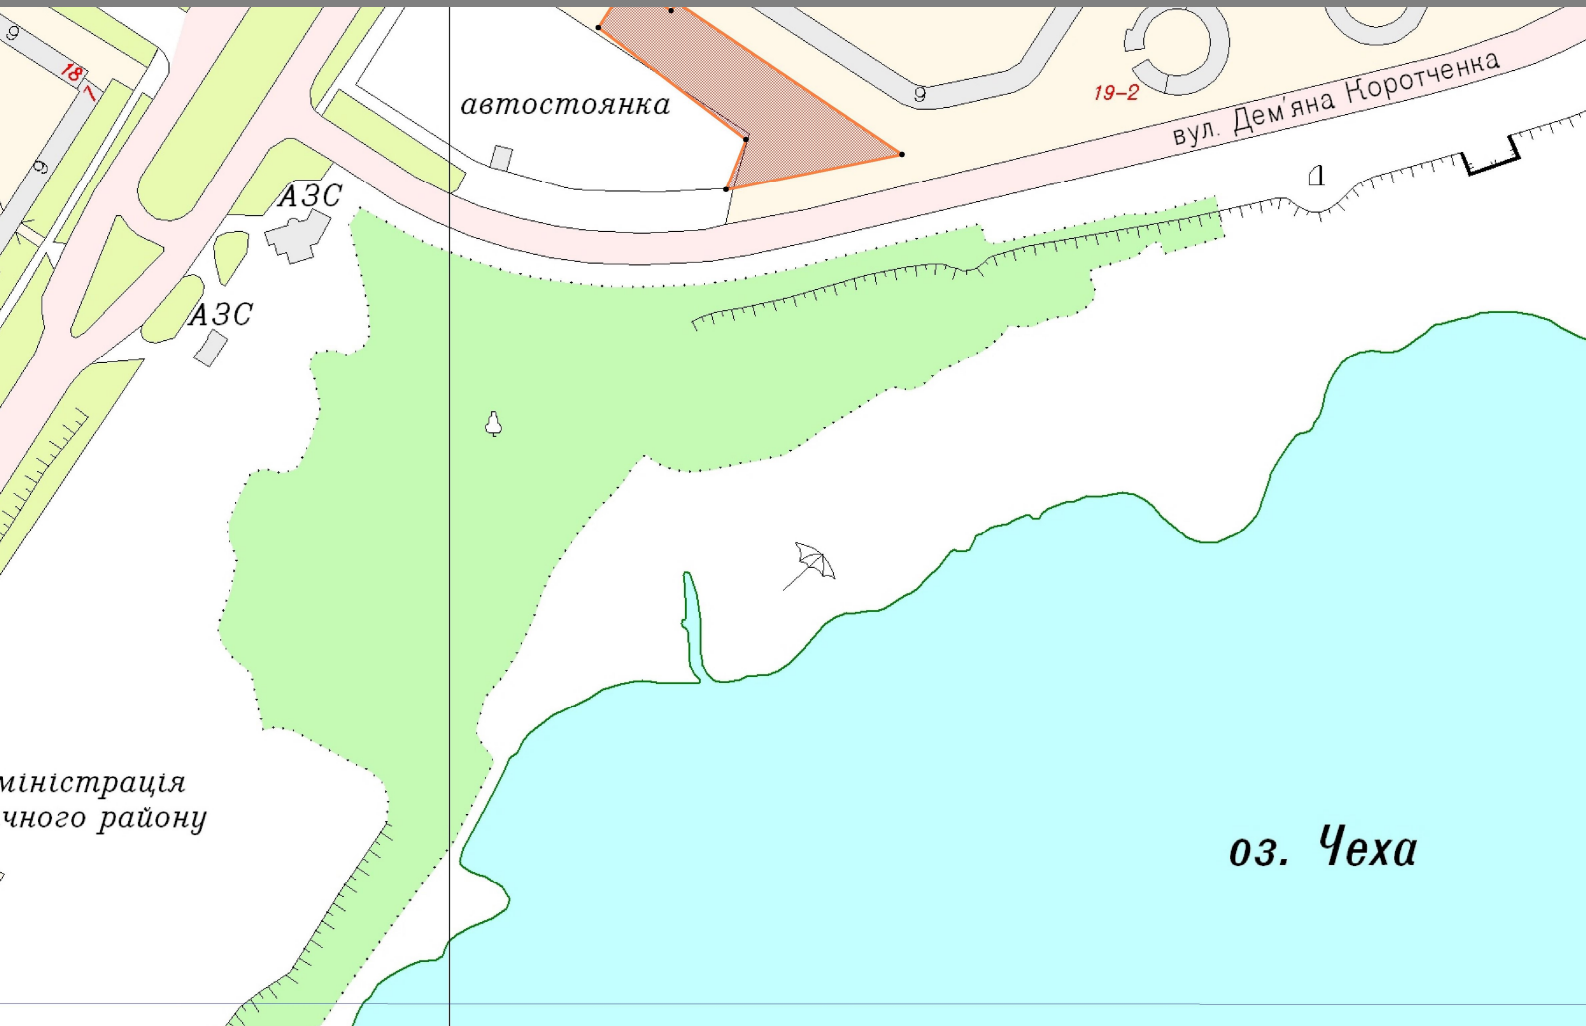 9
18
7
9
автостоянка
9
19-2
вул. Дем'яна Коротченка
АЗС
Д
АЗС
міністрація
чного району
оз. Чеха